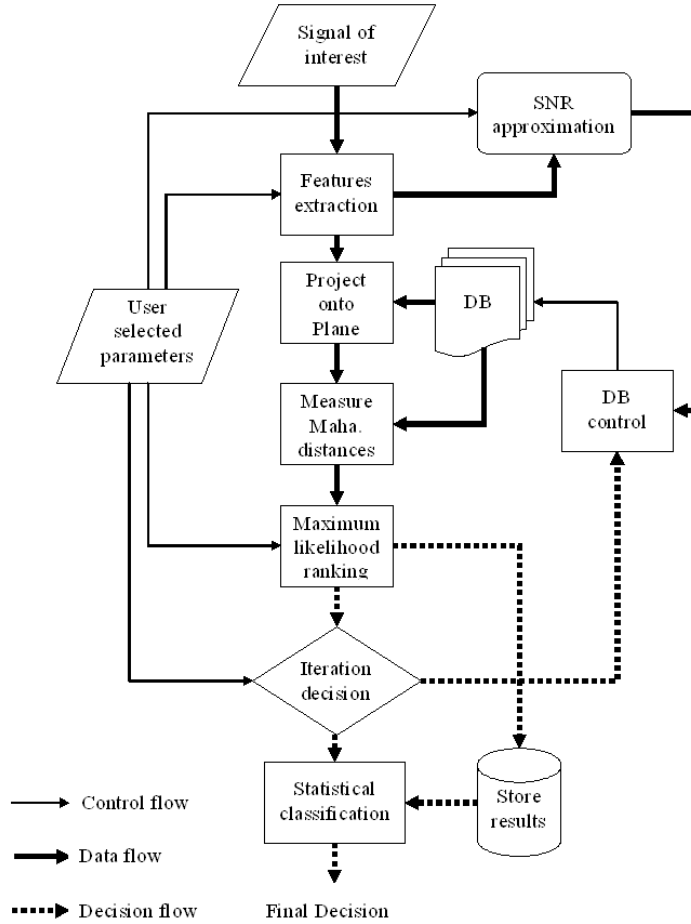 Signal of
interest
SNR
approximation
Features
extraction
Project
onto
Plane
DB
User
selected
parameters
Measure
Maha.
distances
DB
control
Maximum
likelihood
ranking
Iteration
decision
Statistical
classification
Store
results
Control flow
Data flow
Decision flow
Final Decision